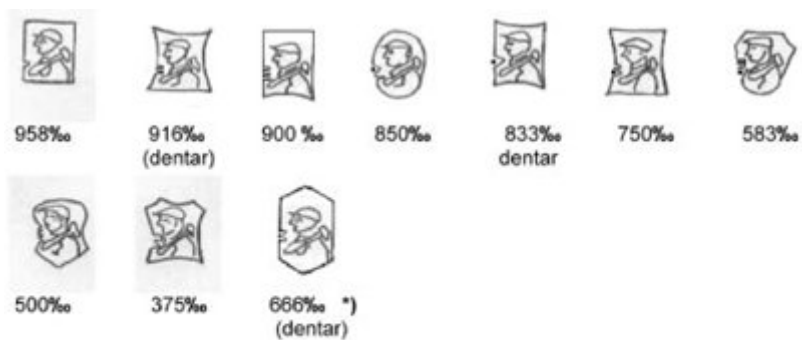 958‰ 916‰ 900 ‰ 850‰ 833‰ 750‰ 583‰
(dentar) dentar
500‰ 375‰ 666‰ *)
(dentar)